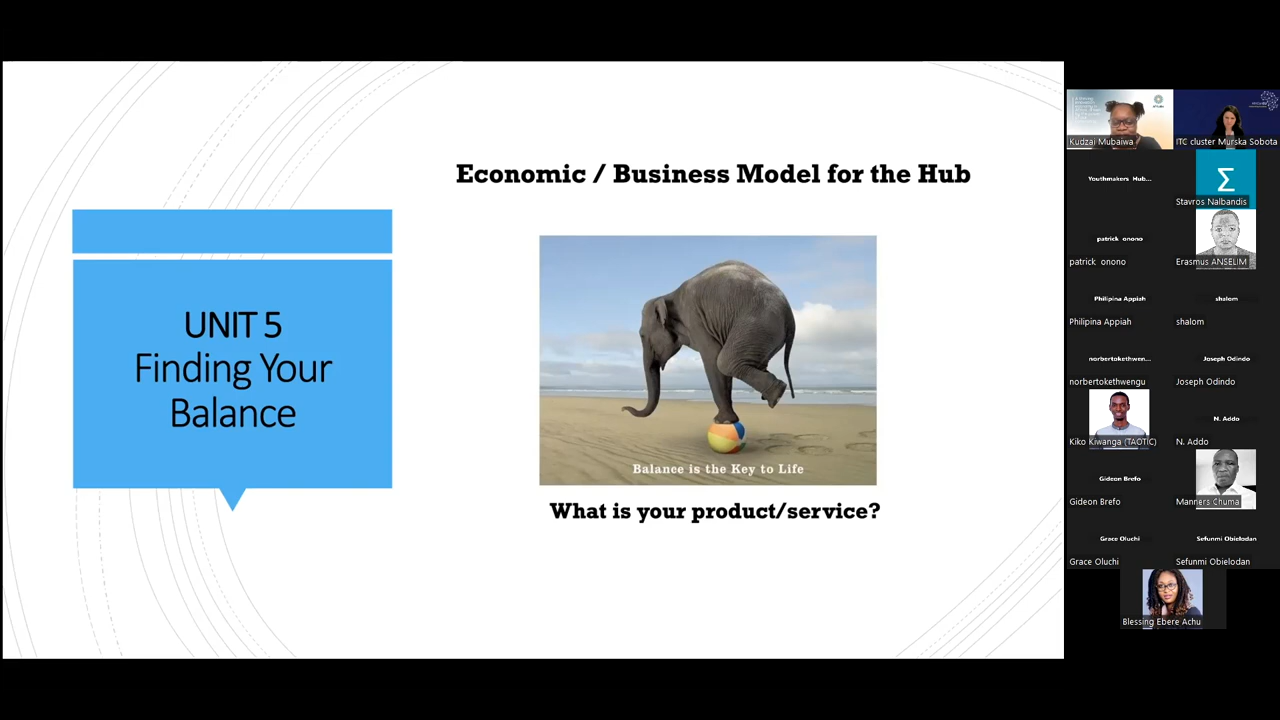 Economic / Business Model for the Hub
UNIT 5
Finding Your
Balance
Balance is the Key to Life
What is your product/service?
Kudzai Mubaiwa
ITC cluster Murska Sobota
Youthmakers Hub...
Σ
Stavros Nalbandis
patrick onono
patrick onono
Erasmus ANSELIM
Philipina Appiah
shalom
Philipina Appiah
shalom
norbertokethwen...
Joseph Odindo
norbertokethwengu
Joseph Odindo
N. Addo
Kiko Kiwanga (TAOTIC)
N. Addo
Gideon Brefo
Gideon Brefo
Manners Chuma
Grace Oluchi
Sefunmi Obielodan
Grace Oluchi
Sefunmi Obielodan
Blessing Ebere Achu